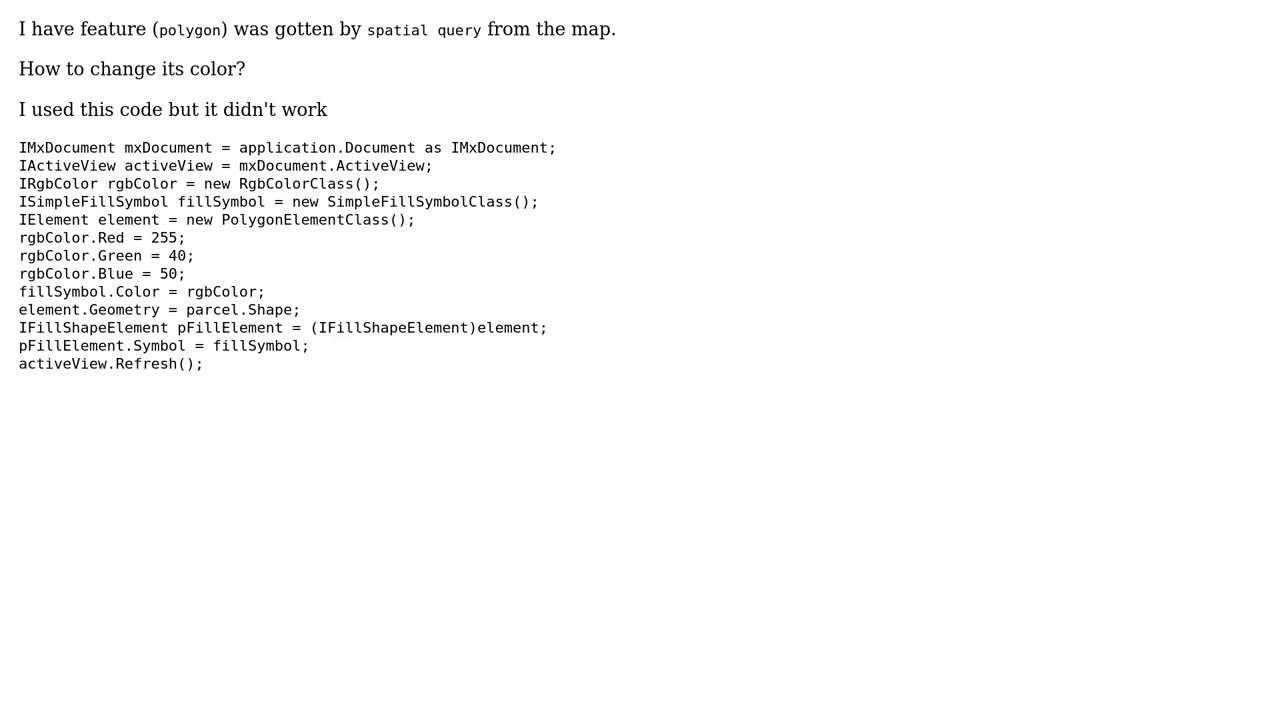 I have feature (polygon) was gotten by spatial query from the map.
How to change its color?
I used this code but it didn't work
IMxDocument mxDocument = application.Document as IMxDocument;
IActiveView activeView = mxDocument.ActiveView;
IRgbColor rgbColor = new RgbColorClass();
ISimpleFillSymbol fillSymbol = new SimpleFillSymbolClass();
IElement element = new PolygonElementClass();
rgbColor.Red = 255;
rgbColor.Green = 40;
rgbColor.Blue = 50;
fillSymbol.Color = rgbColor;
element.Geometry = parcel.Shape;
IFillShapeElement pFillElement = (IFillShapeElement)element;
pFillElement.Symbol = fillSymbol;
activeView.Refresh();